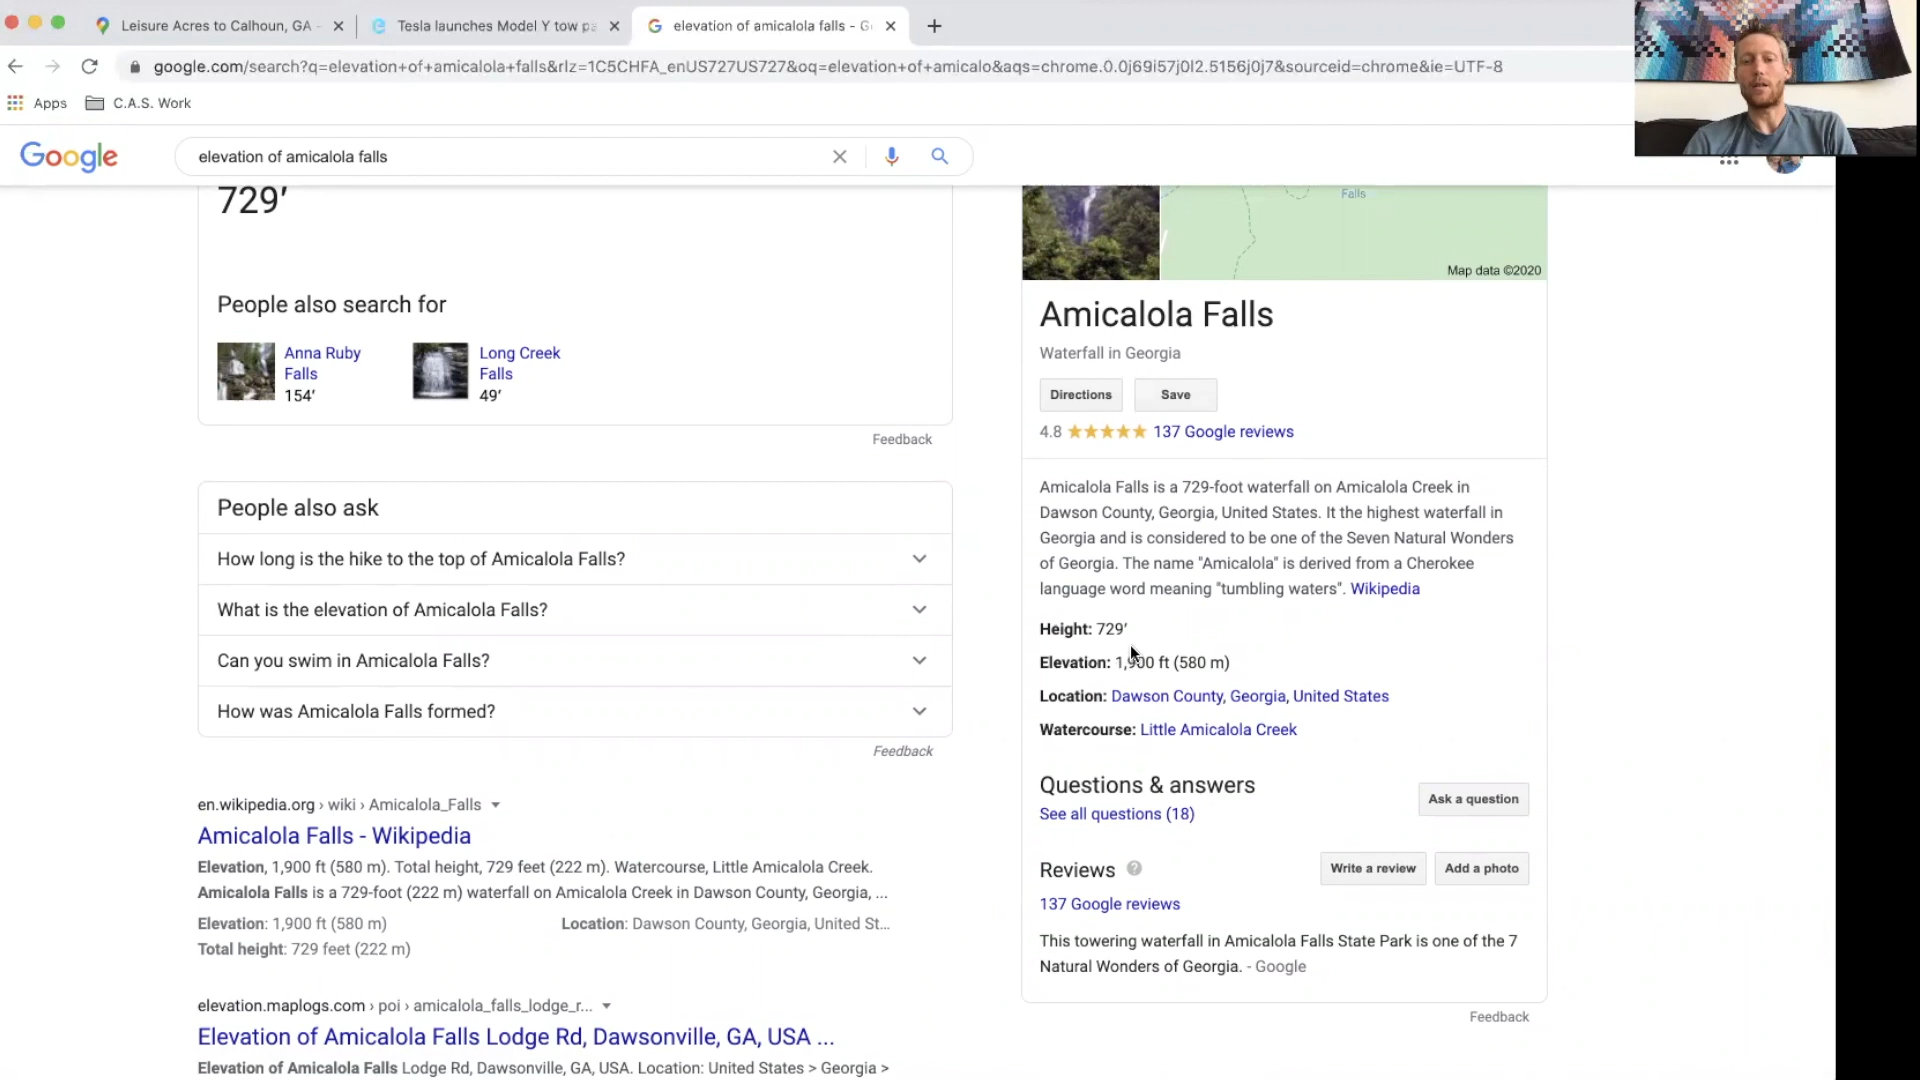 Leisure Acres to Calhoun, GA -
Tesla launches Model Y tow pa
elevation of amicalola falls - G
google.com/search?q=elevation+of+amicalola+falls&rlz=1C5CHFA_enUS727US727&oq=elevation+of+amicalo&aqs=chrome.0.0j69i57j0l2.5156j0j7&sourceid=chrome&ie=UTF-8
Apps
C.A.S. Work
Google
elevation of amicalola falls
729′
People also search for
Anna Ruby
Falls
154′
Long Creek
Falls
49′
Feedback
People also ask
How long is the hike to the top of Amicalola Falls?
What is the elevation of Amicalola Falls?
Can you swim in Amicalola Falls?
How was Amicalola Falls formed?
Feedback
en.wikipedia.org › wiki › Amicalola_Falls
Amicalola Falls - Wikipedia
Elevation, 1,900 ft (580 m). Total height, 729 feet (222 m). Watercourse, Little Amicalola Creek.
Amicalola Falls is a 729-foot (222 m) waterfall on Amicalola Creek in Dawson County, Georgia, ...
Elevation: 1,900 ft (580 m)
Location: Dawson County, Georgia, United St...
Total height: 729 feet (222 m)
elevation.maplogs.com › poi › amicalola_falls_lodge_r...
Elevation of Amicalola Falls Lodge Rd, Dawsonville, GA, USA ...
Elevation of Amicalola Falls Lodge Rd, Dawsonville, GA, USA. Location: United States > Georgia >
Falls
Map data ©2020
Amicalola Falls
Waterfall in Georgia
Directions
Save
4.8
137 Google reviews
Amicalola Falls is a 729-foot waterfall on Amicalola Creek in
Dawson County, Georgia, United States. It the highest waterfall in
Georgia and is considered to be one of the Seven Natural Wonders
of Georgia. The name "Amicalola" is derived from a Cherokee
language word meaning "tumbling waters". Wikipedia
Height: 729′
Elevation: 1,900 ft (580 m)
Location: Dawson County, Georgia, United States
Watercourse: Little Amicalola Creek
Questions & answers
See all questions (18)
Ask a question
Reviews
Write a review
Add a photo
137 Google reviews
This towering waterfall in Amicalola Falls State Park is one of the 7
Natural Wonders of Georgia. - Google
Feedback